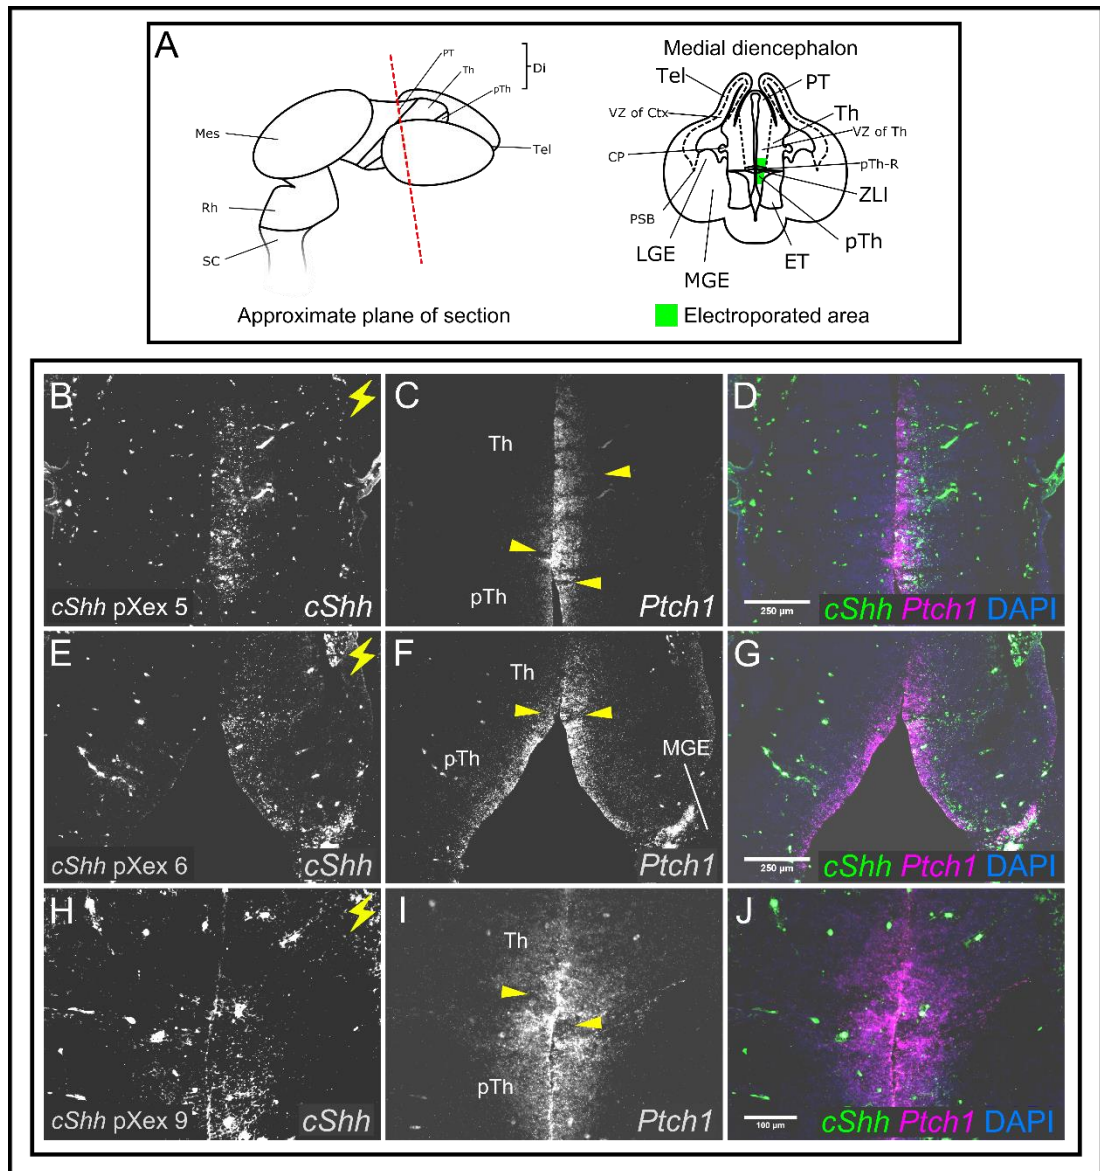 A
PT
Th
pTh
Di
Mes
Tel
Rh
SC
Approximate plane of section
Medial diencephalon
Tel
PT
VZ of Ctx
Th
VZ of Th
CP
pTh-R
ZLI
PSB
pTh
LGE
ET
MGE
Electroporated area
B
cShh pXex 5
cShh
C
Th
pTh
Ptch1
D
250 µm
cShh Ptch1 DAPI
E
cShh pXex 6
cShh
F
Th
pTh
MGE
Ptch1
G
250 µm
cShh Ptch1 DAPI
H
cShh pXex 9
cShh
I
Th
pTh
Ptch1
J
100 µm
cShh Ptch1 DAPI